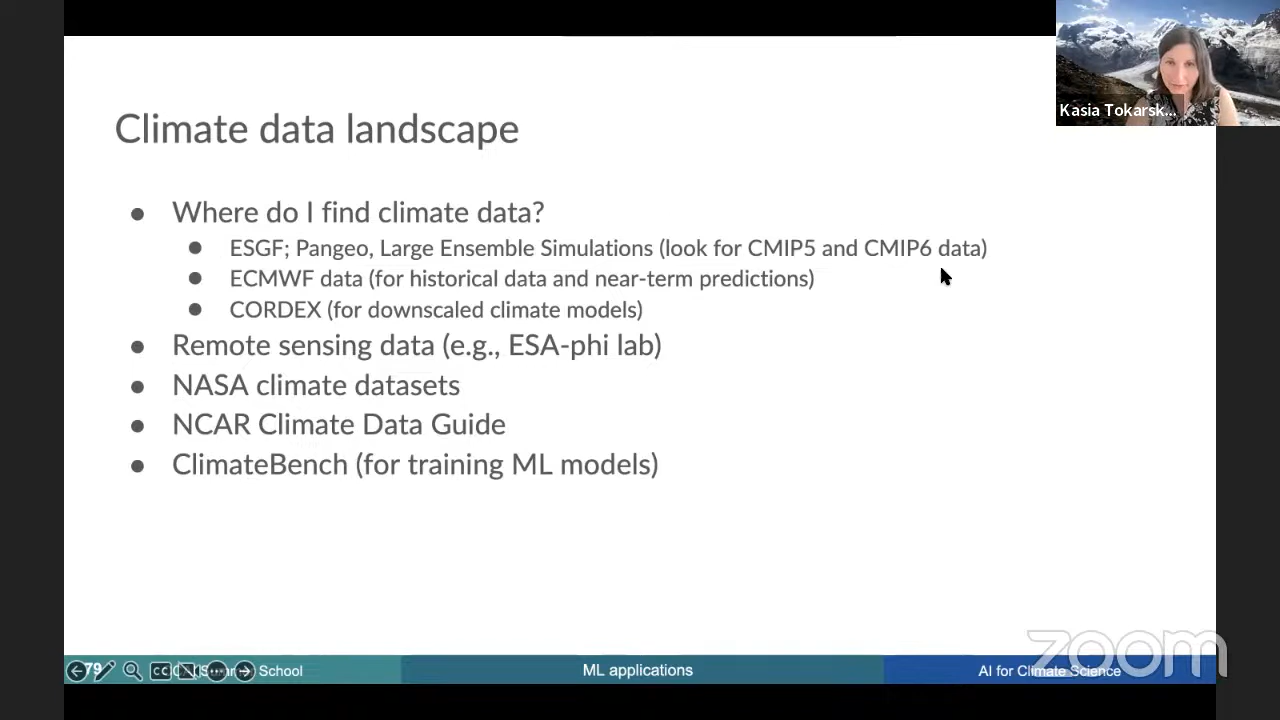 Kasia Tokarsk...
Climate data landscape
● Where do I find climate data?
● ESGF; Pangeo, Large Ensemble Simulations (look for CMIP5 and CMIP6 data)
● ECMWF data (for historical data and near-term predictions)
● CORDEX (for downscaled climate models)
● Remote sensing data (e.g., ESA-phi lab)
● NASA climate datasets
● NCAR Climate Data Guide
● ClimateBench (for training ML models)
zoom
79
CC
School
ML applications
AI for Climate Science